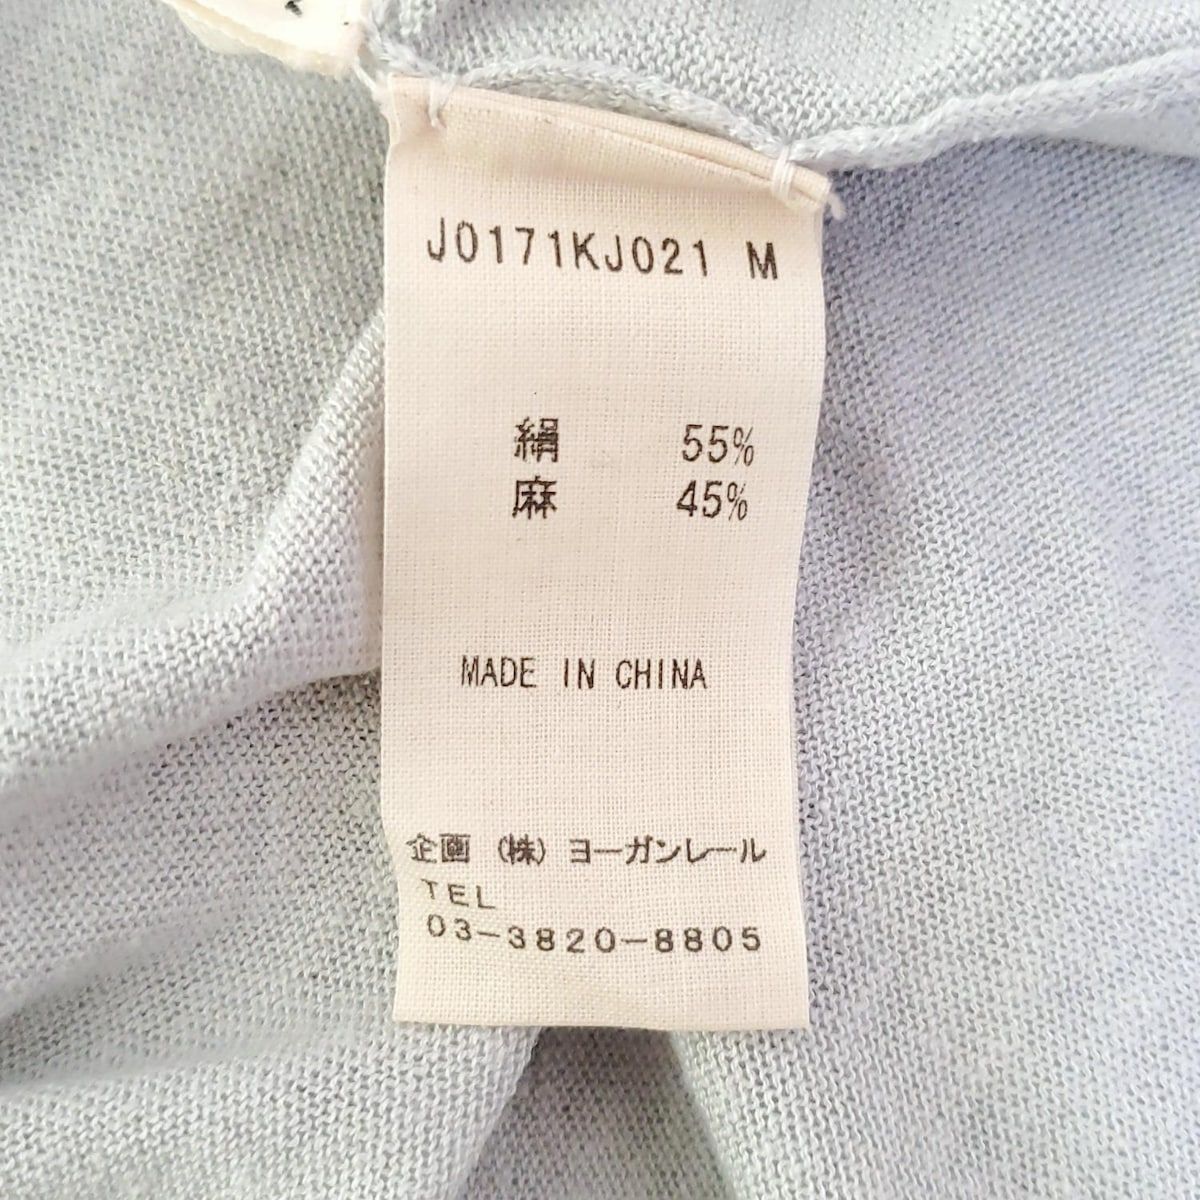 J0171KJ021 M
絹 55%
麻 45%
MADE IN CHINA
企画 (株) ヨーガンレール
TEL
03-3820-8805